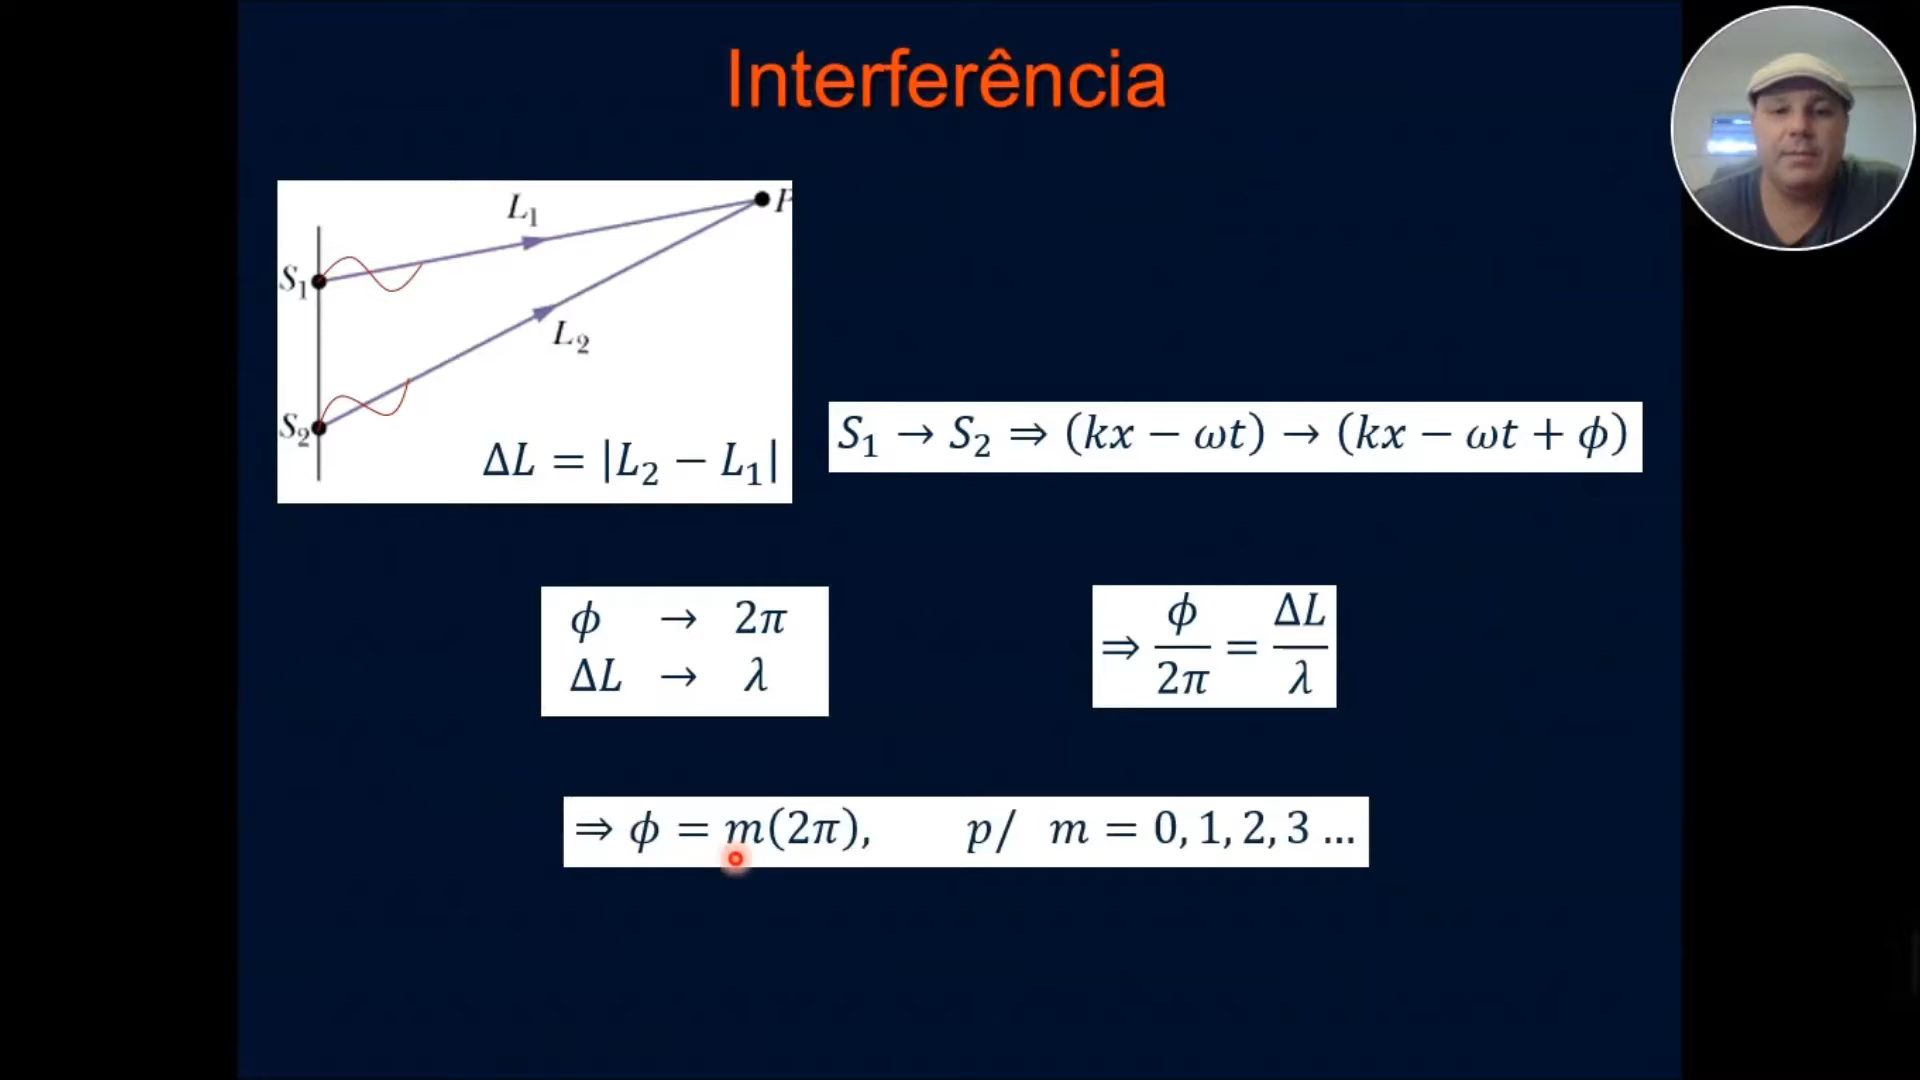 Interferência
L₁
P
S₁
L₂
S₂
ΔL = |L₂ − L₁|
S₁ → S₂ ⇒ (kx − ωt) → (kx − ωt + ϕ)
ϕ → 2π
ΔL → λ
⇒ ϕ/2π = ΔL/λ
⇒ ϕ = m(2π), p/ m = 0, 1, 2, 3 ...